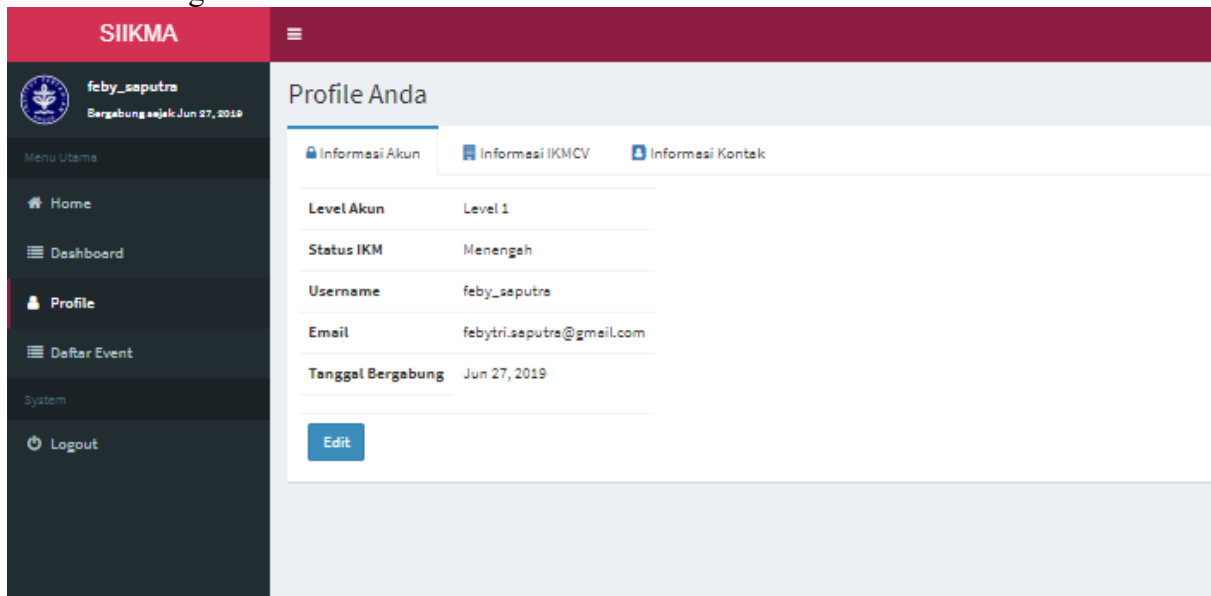 SIIKMA
feby_saputra
Bergabung sejak Jun 27, 2019
Menu Utama
Home
Dashboard
Profile
Daftar Event
System
Logout
Profile Anda
Informasi Akun Informasi IKMCV Informasi Kontak
Level Akun Level 1
Status IKM Menengah
Username feby_saputra
Email febytri.saputra@gmail.com
Tanggal Bergabung Jun 27, 2019
Edit